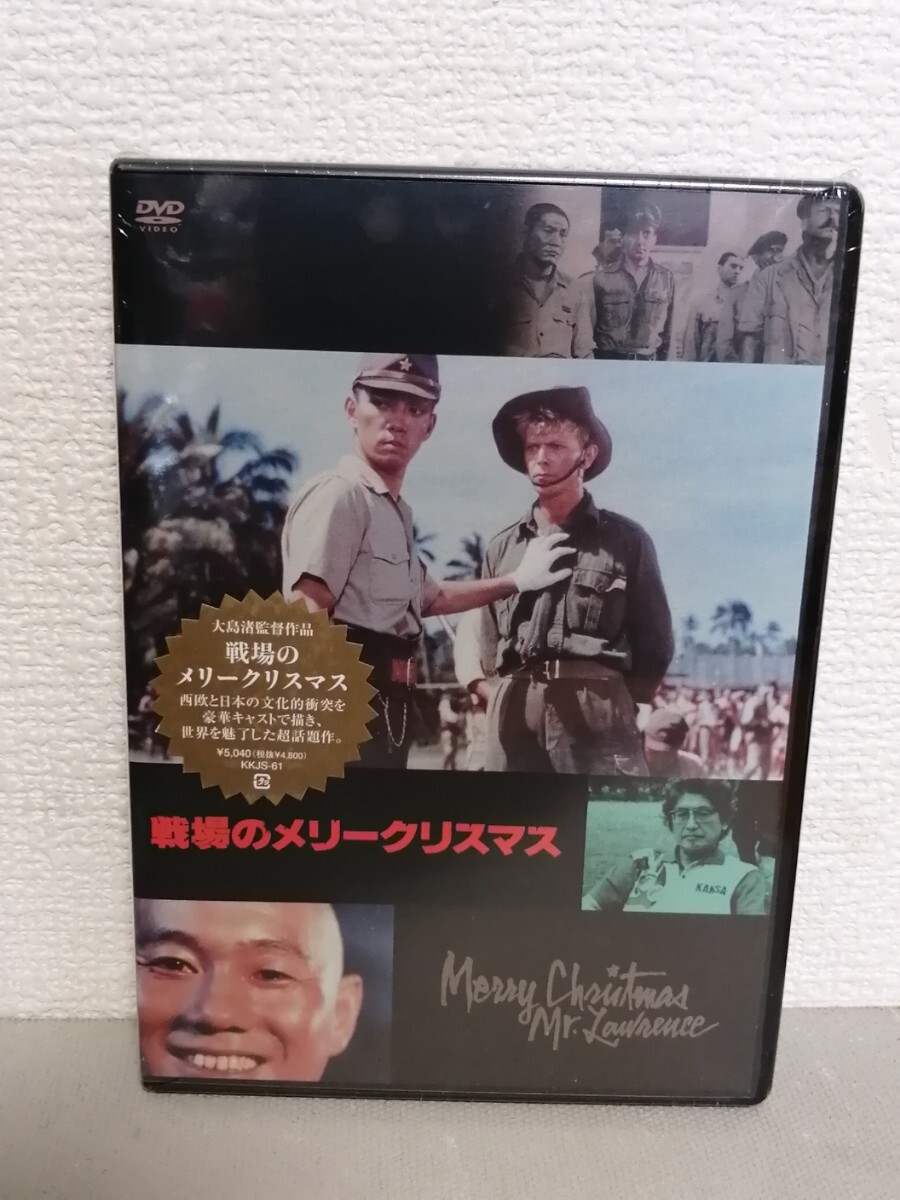 DVD
VIDEO
大島渚監督作品
戦場の
メリークリスマス
西欧と日本の文化的衝突を
豪華キャストで描き、
世界を魅了した超話題作。
¥5,040(税抜¥4,800)
KKJS-61
戦場のメリークリスマス
KANSA
Merry Christmas
Mr. Lawrence